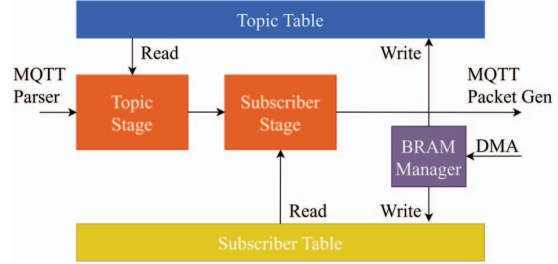 Topic Table
Read
Write
MQTT
Parser
Topic
Stage
Subscriber
Stage
MQTT
Packet Gen
BRAM
Manager
DMA
Read
Write
Subscriber Table